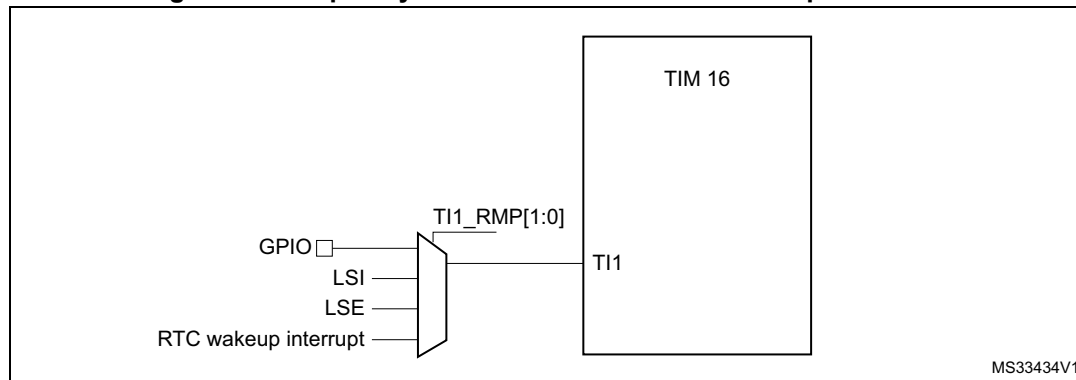 TIM 16
TI1_RMP[1:0]
GPIO
TI1
LSI
LSE
RTC wakeup interrupt
MS33434V1